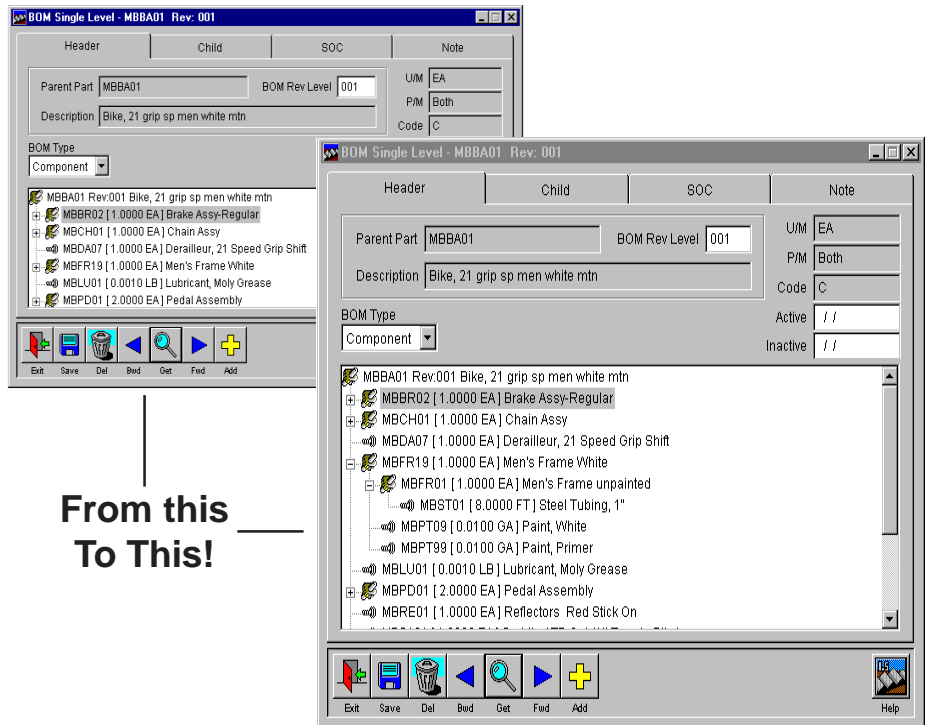 BOM Single Level - MBBA01 Rev: 001
Header Child SOC Note
Parent Part MBBA01 BOM Rev Level 001 U/M EA
P/M Both
Description Bike, 21 grip sp men white mtn
Code C
BOM Type
Component
MBBA01 Rev:001 Bike, 21 grip sp men white mtn
MBBR02 [ 1.0000 EA ] Brake Assy-Regular
MBCH01 [ 1.0000 EA ] Chain Assy
MBDA07 [ 1.0000 EA ] Derailleur, 21 Speed Grip Shift
MBFR19 [ 1.0000 EA ] Men's Frame White
MBLU01 [ 0.0010 LB ] Lubricant, Moly Grease
MBPD01 [ 2.0000 EA ] Pedal Assembly
Exit Save Del Bwd Get Fwd Add
From this
To This!
BOM Single Level - MBBA01 Rev: 001
Header Child SOC Note
Parent Part MBBA01 BOM Rev Level 001 U/M EA
P/M Both
Description Bike, 21 grip sp men white mtn
Code C
BOM Type
Active / /
Component
Inactive / /
MBBA01 Rev:001 Bike, 21 grip sp men white mtn
MBBR02 [ 1.0000 EA ] Brake Assy-Regular
MBCH01 [ 1.0000 EA ] Chain Assy
MBDA07 [ 1.0000 EA ] Derailleur, 21 Speed Grip Shift
MBFR19 [ 1.0000 EA ] Men's Frame White
MBFR01 [ 1.0000 EA ] Men's Frame unpainted
MBST01 [ 8.0000 FT ] Steel Tubing, 1"
MBPT09 [ 0.0100 GA ] Paint, White
MBPT99 [ 0.0100 GA ] Paint, Primer
MBLU01 [ 0.0010 LB ] Lubricant, Moly Grease
MBPD01 [ 2.0000 EA ] Pedal Assembly
MBRE01 [ 1.0000 EA ] Reflectors Red Stick On
Exit Save Del Bwd Get Fwd Add Help